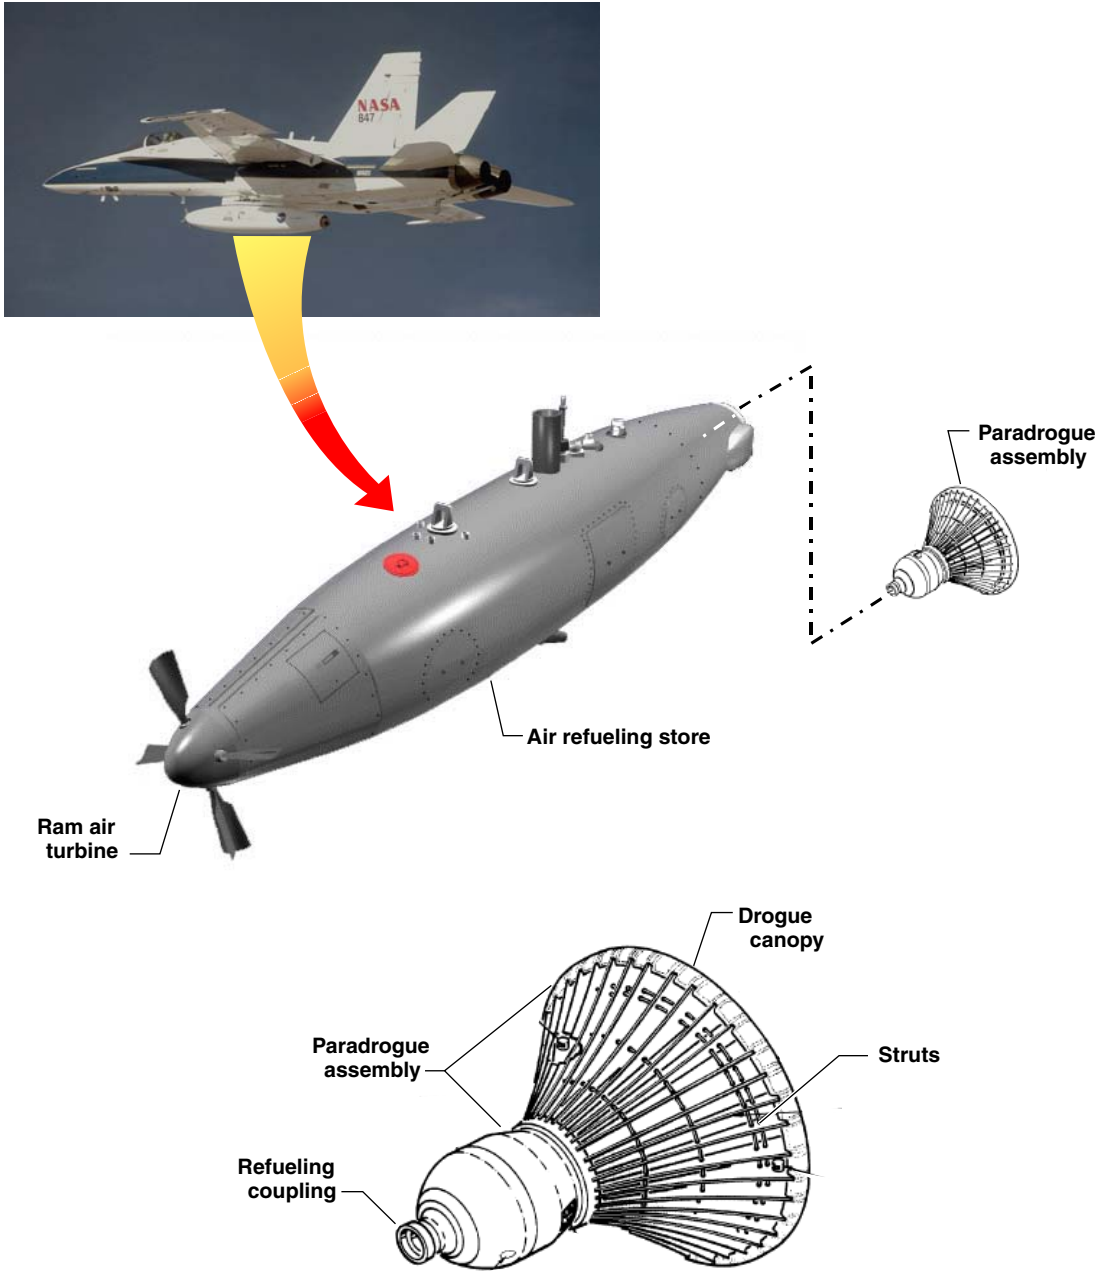 NASA
847
Paradrogue
assembly
Air refueling store
Ram air
turbine
Drogue
canopy
Paradrogue
assembly
Struts
Refueling
coupling